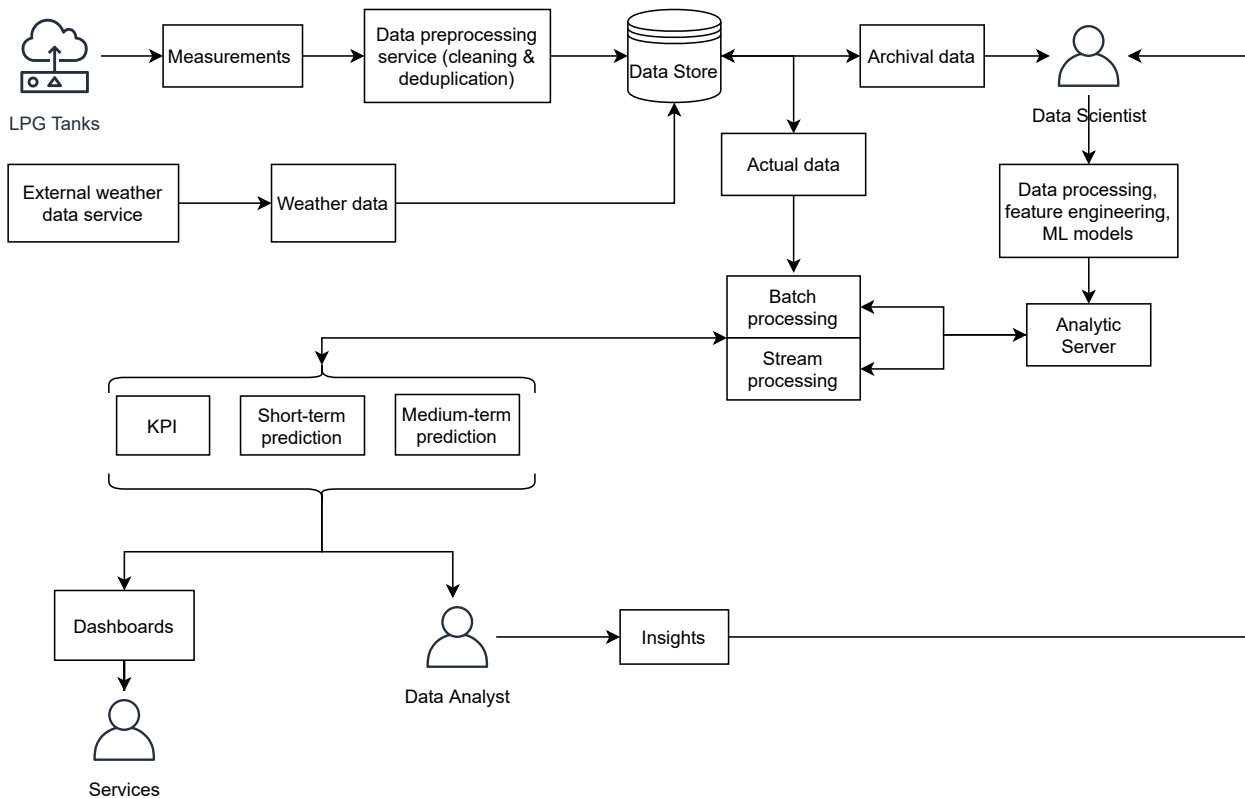 LPG Tanks
Measurements
Data preprocessing
service (cleaning &
deduplication)
Data Store
Archival data
Data Scientist
External weather
data service
Weather data
Actual data
Data processing,
feature engineering,
ML models
Batch
processing
Stream
processing
Analytic
Server
KPI
Short-term
prediction
Medium-term
prediction
Dashboards
Data Analyst
Insights
Services